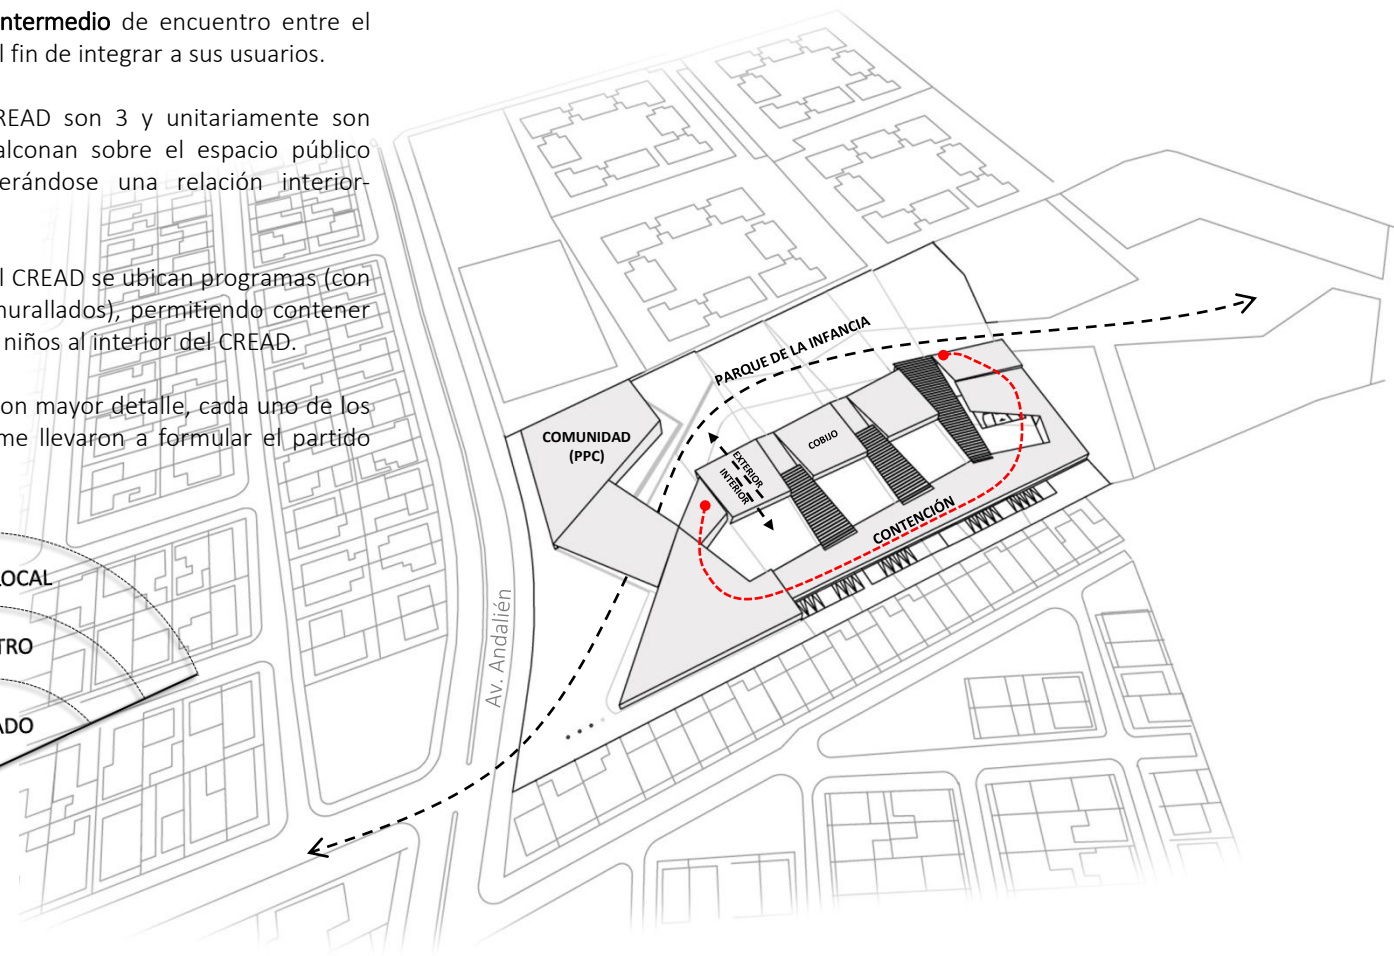 ntermedio de encuentro entre el
l fin de integrar a sus usuarios.
READ son 3 y unitariamente son
alconan sobre el espacio público
erándose una relación interior-
l CREAD se ubican programas (con
nurallados), permitiendo contener
niños al interior del CREAD.
on mayor detalle, cada uno de los
me llevaron a formular el partido
LOCAL
TRO
ADO
PARQUE DE LA INFANCIA
COMUNIDAD
(PPC)
COBIJO
EXTERIOR
INTERIOR
CONTENCIÓN
Av. Andalién